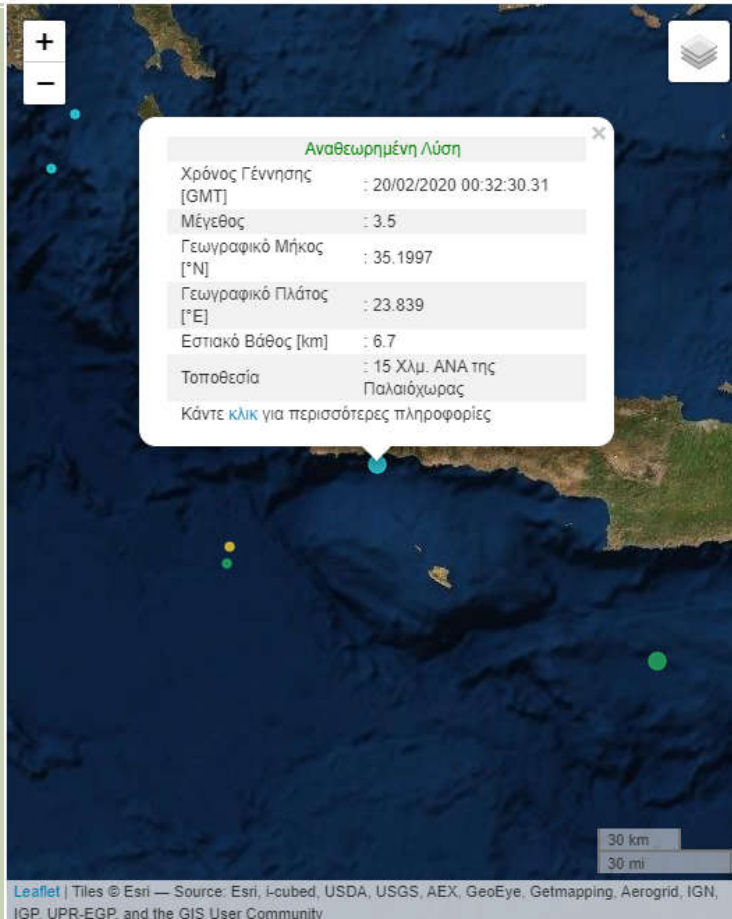 +
−
×
Αναθεωρημένη Λύση
Χρόνος Γέννησης
[GMT]
: 20/02/2020 00:32:30.31
Μέγεθος : 3.5
Γεωγραφικό Μήκος
[°N]
: 35.1997
Γεωγραφικό Πλάτος
[°E]
: 23.839
Εστιακό Βάθος [km] : 6.7
Τοποθεσία
: 15 Χλμ. ΑΝΑ της
Παλαιόχωρας
Κάντε κλικ για περισσότερες πληροφορίες
30 km
30 mi
Leaflet | Tiles © Esri — Source: Esri, i-cubed, USDA, USGS, AEX, GeoEye, Getmapping, Aerogrid, IGN,
IGP, UPR-EGP, and the GIS User Community